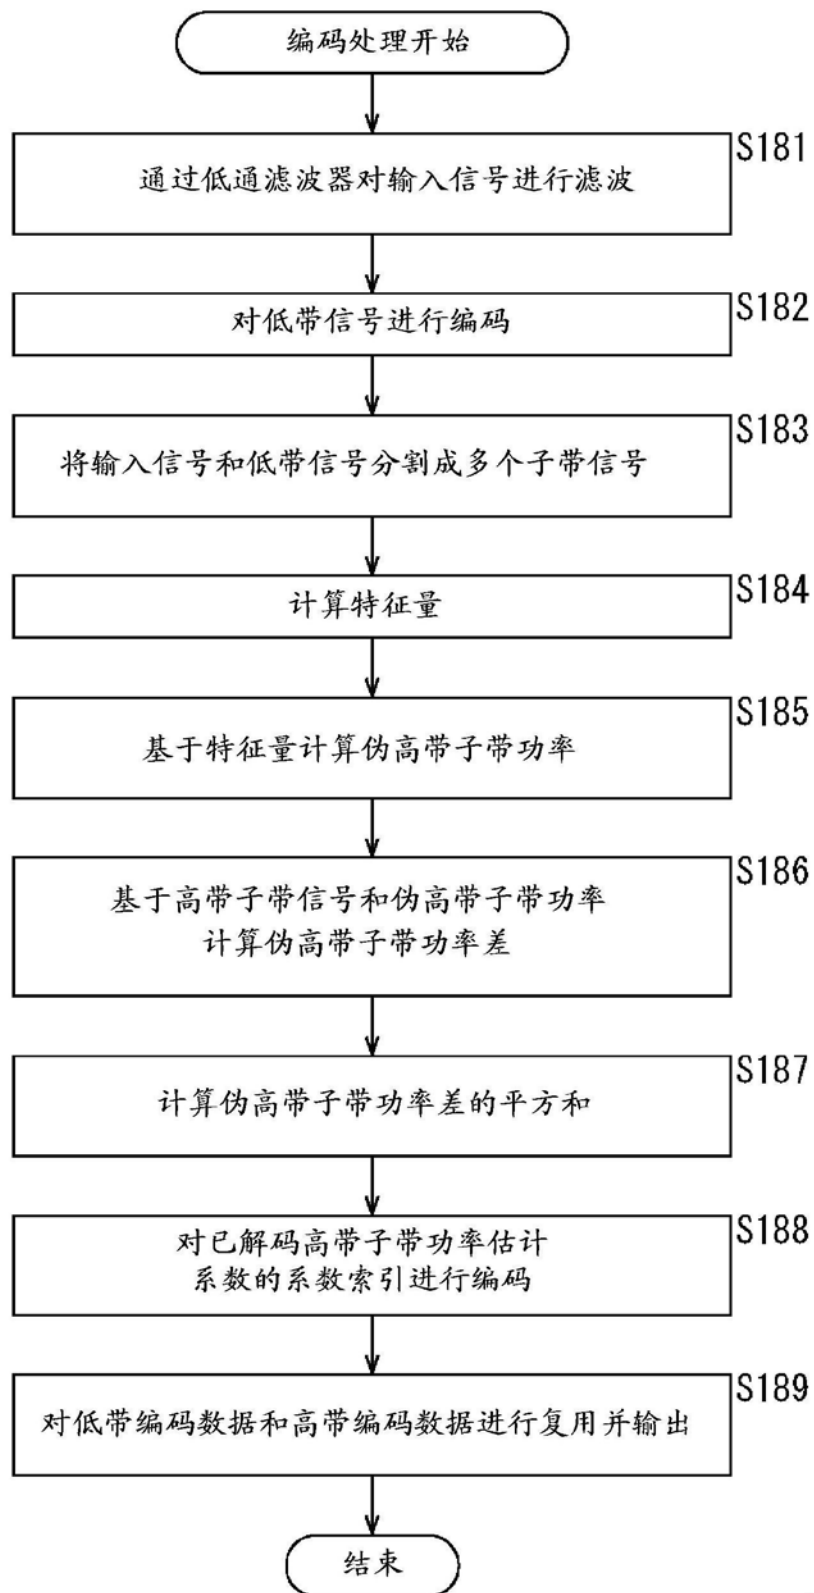 编码处理开始
S181
通过低通滤波器对输入信号进行滤波
S182
对低带信号进行编码
S183
将输入信号和低带信号分割成多个子带信号
S184
计算特征量
S185
基于特征量计算伪高带子带功率
S186
基于高带子带信号和伪高带子带功率
计算伪高带子带功率差
S187
计算伪高带子带功率差的平方和
S188
对已解码高带子带功率估计
系数的系数索引进行编码
S189
对低带编码数据和高带编码数据进行复用并输出
结束